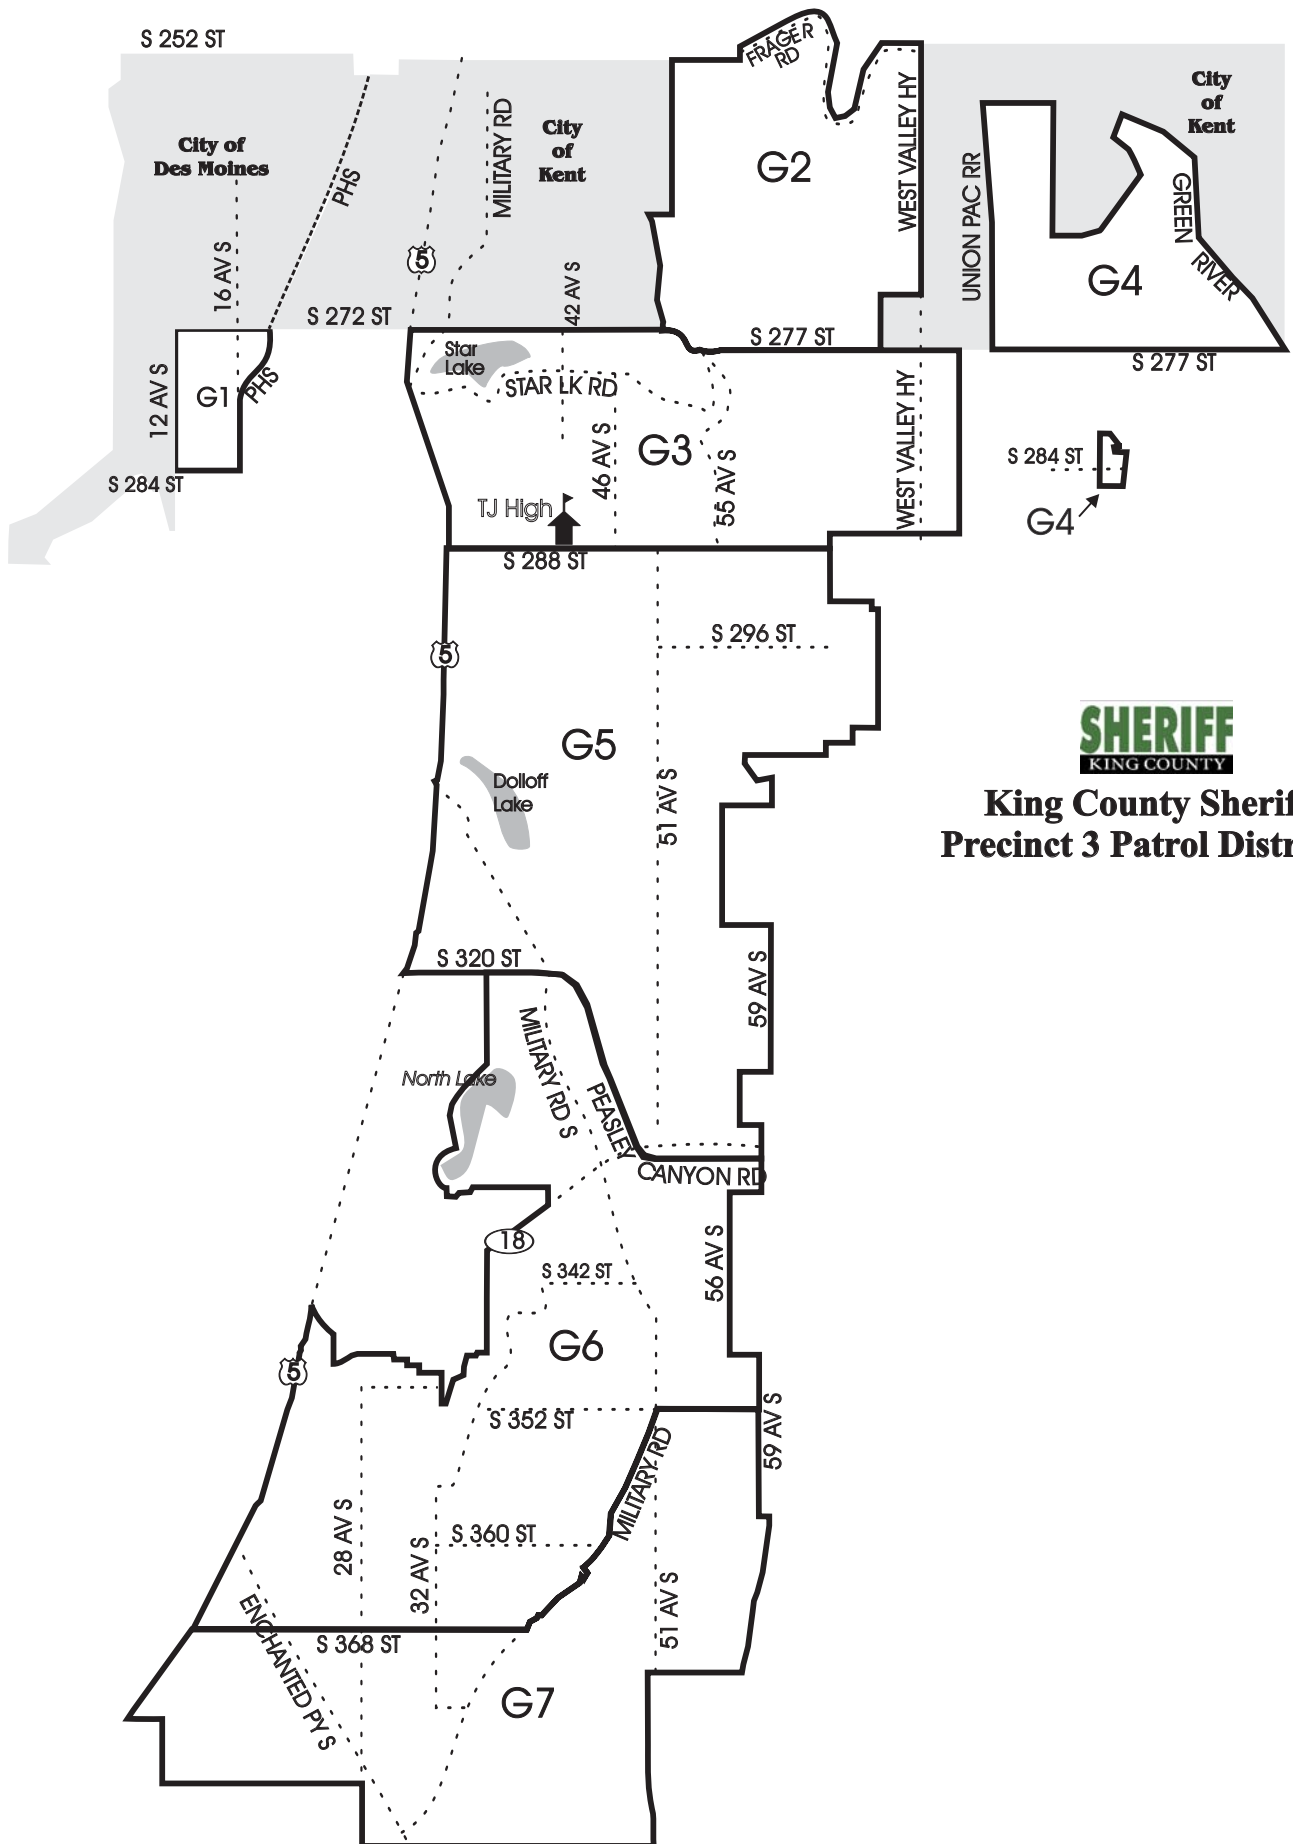 S 252 ST
City of
Des Moines
PHS
MILITARY RD
City
of
Kent
FRAGER
RD
G2
WEST VALLEY HY
City
of
Kent
UNION PAC RR
GREEN
RIVER
G4
16 AV S
5
42 AV S
S 272 ST
S 277 ST
S 277 ST
12 AV S
G1
PHS
S 284 ST
Star
Lake
STAR LK RD
46 AV S
G3
55 AV S
WEST VALLEY HY
TJ High
S 288 ST
S 284 ST
G4
S 296 ST
5
G5
Dolloff
Lake
51 AV S
SHERIFF
KING COUNTY
King County Sherif
Precinct 3 Patrol Distr
S 320 ST
59 AV S
MILITARY RD S
North Lake
PEASLEY
CANYON RD
18
56 AV S
S 342 ST
G6
5
S 352 ST
59 AV S
MILITARY RD
28 AV S
32 AV S
S 360 ST
51 AV S
ENCHANTED PY S
S 368 ST
G7